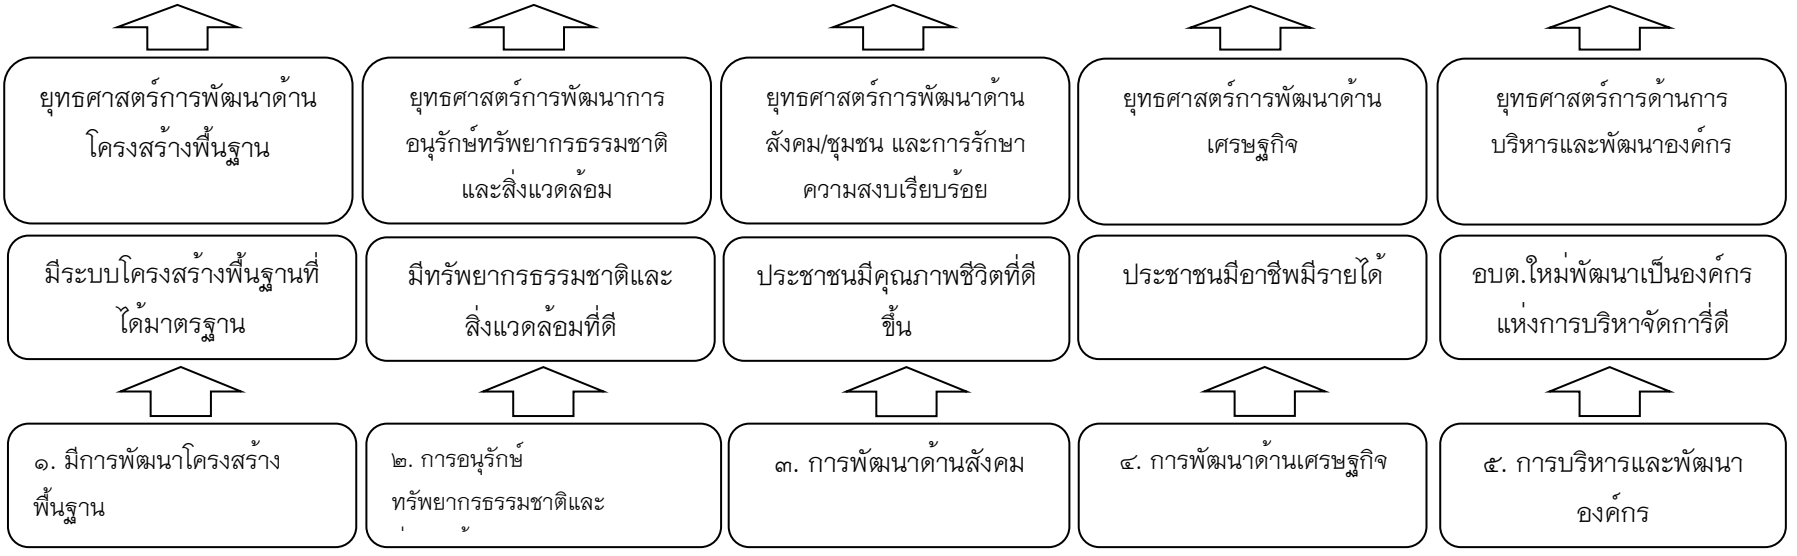 ยุทธศาสตร์การพัฒนาด้าน
โครงสร้างพื้นฐาน
ยุทธศาสตร์การพัฒนาการ
อนุรักษ์ทรัพยากรธรรมชาติ
และสิ่งแวดล้อม
ยุทธศาสตร์การพัฒนาด้าน
สังคม/ชุมชน และการรักษา
ความสงบเรียบร้อย
ยุทธศาสตร์การพัฒนาด้าน
เศรษฐกิจ
ยุทธศาสตร์การด้านการ
บริหารและพัฒนาองค์กร
มีระบบโครงสร้างพื้นฐานที่
ได้มาตรฐาน
มีทรัพยากรธรรมชาติและ
สิ่งแวดล้อมที่ดี
ประชาชนมีคุณภาพชีวิตที่ดี
ขึ้น
ประชาชนมีอาชีพมีรายได้
อบต.ใหม่พัฒนาเป็นองค์กร
แห่งการบริหาจัดการี่ดี
๑. มีการพัฒนาโครงสร้าง
พื้นฐาน
๒. การอนุรักษ์
ทรัพยากรธรรมชาติและ
๓. การพัฒนาด้านสังคม
๔. การพัฒนาด้านเศรษฐกิจ
๕. การบริหารและพัฒนา
องค์กร